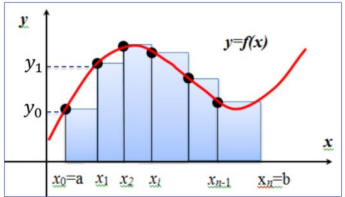 y
y=f(x)
y₁
y₀
x
x₀=a x₁ x₂ xᵢ xₙ₋₁ xₙ=b